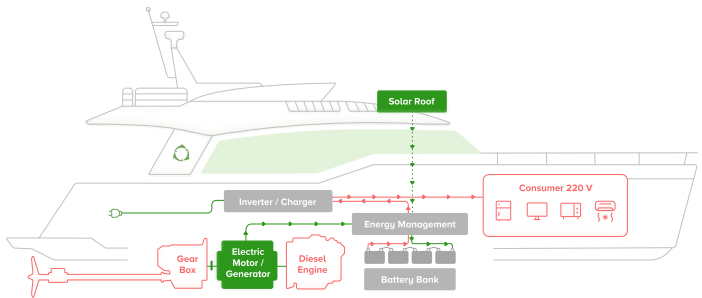 Solar Roof
Consumer 220 V
Inverter / Charger
Energy Management
Gear
Box
Electric
Motor /
Generator
Diesel
Engine
Battery Bank